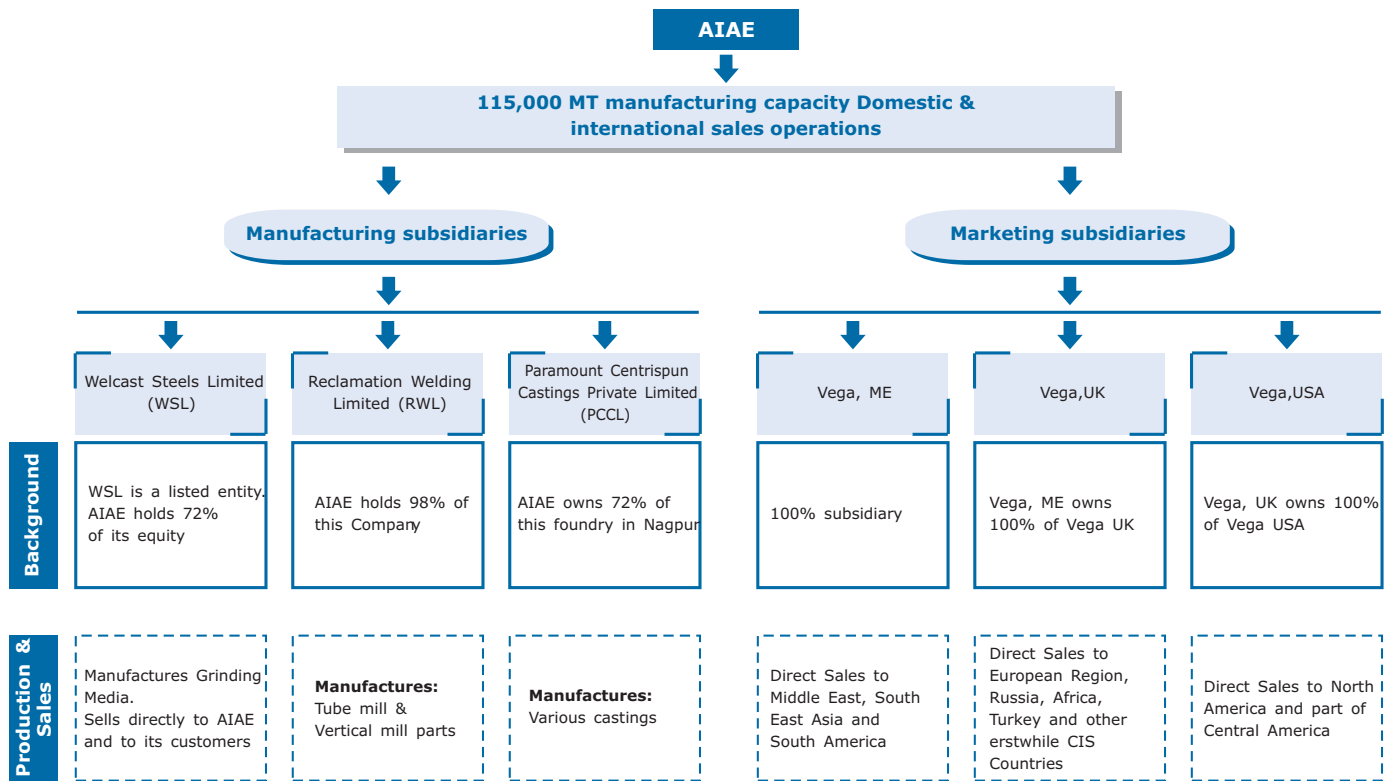 AIAE
115,000 MT manufacturing capacity Domestic &
international sales operations
Manufacturing subsidiaries
Marketing subsidiaries
Welcast Steels Limited
(WSL)
Reclamation Welding
Limited (RWL)
Paramount Centrispun
Castings Private Limited
(PCCL)
Vega, ME
Vega,UK
Vega,USA
Background
WSL is a listed entity.
AIAE holds 72%
of its equity
AIAE holds 98% of
this Company
AIAE owns 72% of
this foundry in Nagpur
100% subsidiary
Vega, ME owns
100% of Vega UK
Vega, UK owns 100%
of Vega USA
Production &
Sales
Manufactures Grinding
Media.
Sells directly to AIAE
and to its customers
Manufactures:
Tube mill &
Vertical mill parts
Manufactures:
Various castings
Direct Sales to
Middle East, South
East Asia and
South America
Direct Sales to
European Region,
Russia, Africa,
Turkey and other
erstwhile CIS
Countries
Direct Sales to North
America and part of
Central America